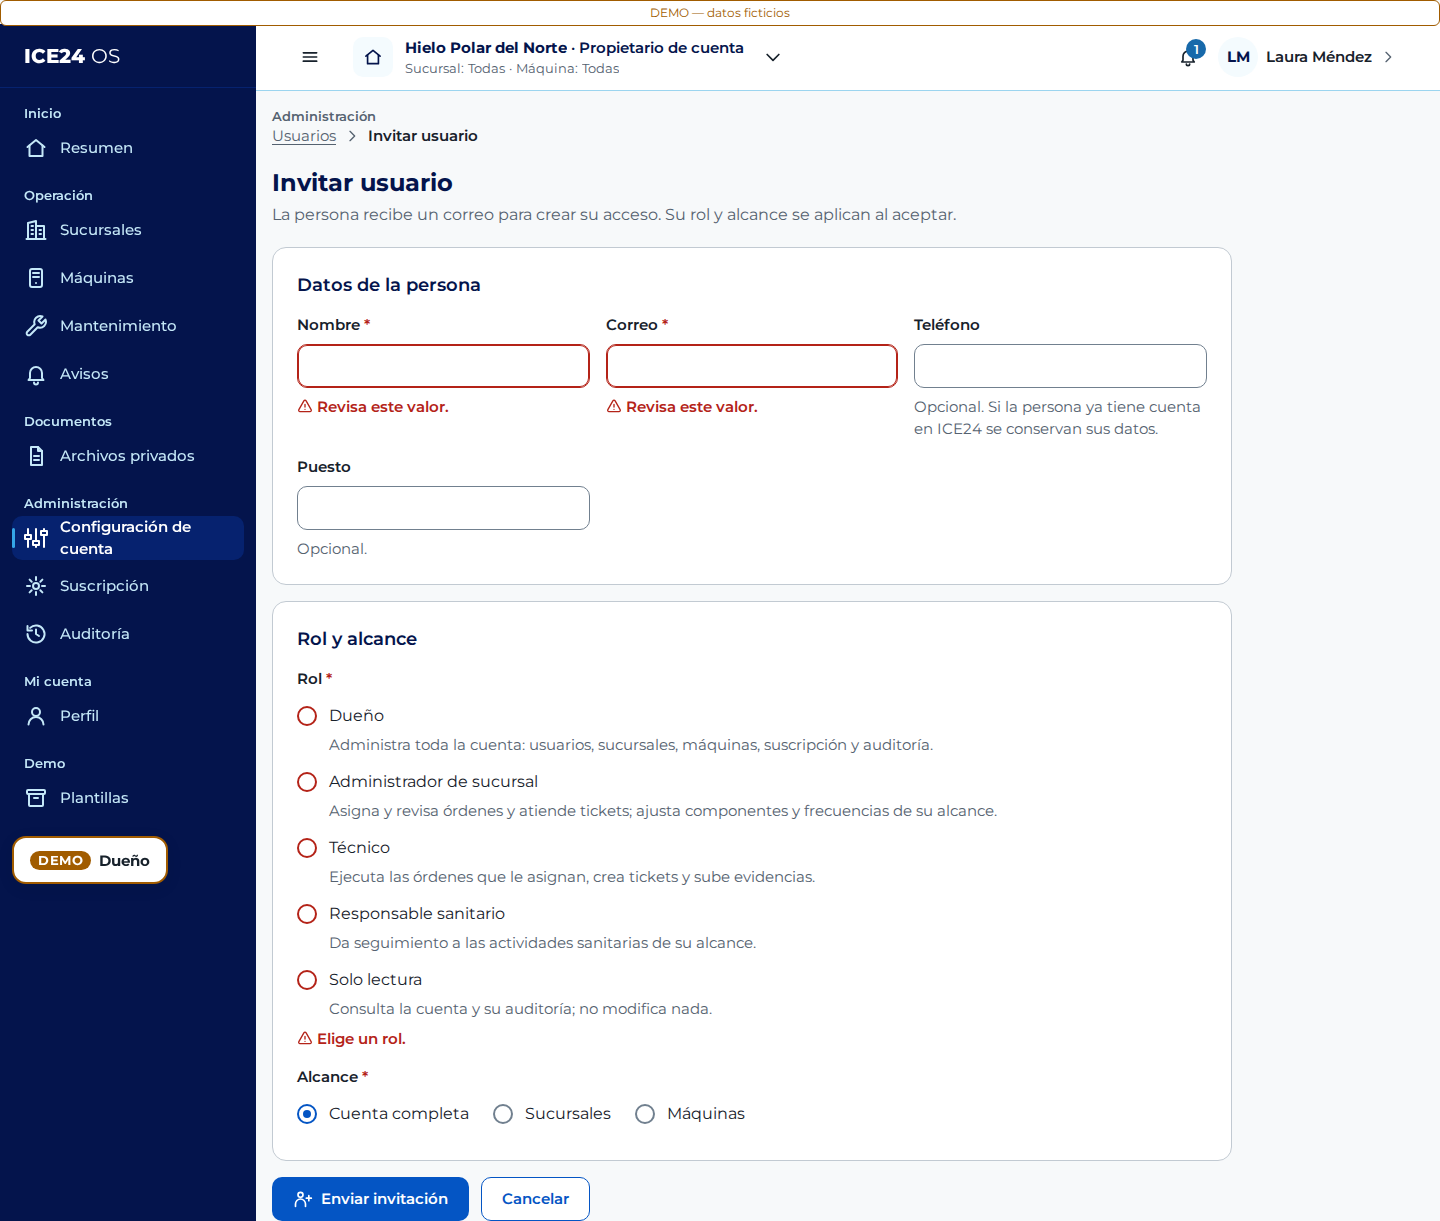 DEMO — datos ficticios
ICE24 OS
Inicio
Resumen
Operación
Sucursales
Máquinas
Mantenimiento
Avisos
Documentos
Archivos privados
Administración
Configuración de
cuenta
Suscripción
Auditoría
Mi cuenta
Perfil
Demo
Plantillas
DEMO Dueño
Hielo Polar del Norte · Propietario de cuenta
Sucursal: Todas · Máquina: Todas
1
LM Laura Méndez
Administración
Usuarios > Invitar usuario
Invitar usuario
La persona recibe un correo para crear su acceso. Su rol y alcance se aplican al aceptar.
Datos de la persona
Nombre *
Revisa este valor.
Correo *
Revisa este valor.
Teléfono
Opcional. Si la persona ya tiene cuenta
en ICE24 se conservan sus datos.
Puesto
Opcional.
Rol y alcance
Rol *
Dueño
Administra toda la cuenta: usuarios, sucursales, máquinas, suscripción y auditoría.
Administrador de sucursal
Asigna y revisa órdenes y atiende tickets; ajusta componentes y frecuencias de su alcance.
Técnico
Ejecuta las órdenes que le asignan, crea tickets y sube evidencias.
Responsable sanitario
Da seguimiento a las actividades sanitarias de su alcance.
Solo lectura
Consulta la cuenta y su auditoría; no modifica nada.
Elige un rol.
Alcance *
Cuenta completa Sucursales Máquinas
Enviar invitación Cancelar